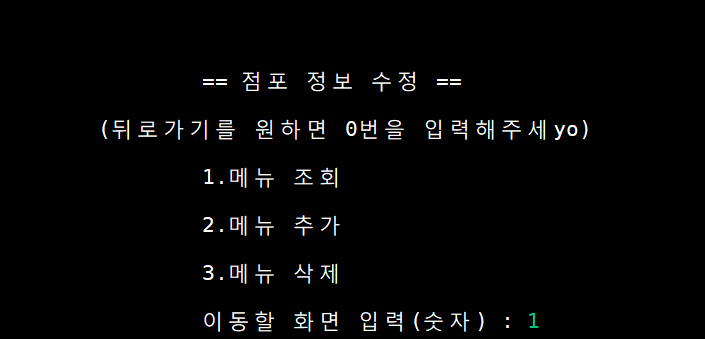 == 점포 정보 수정 ==
(뒤로가기를 원하면 0번을 입력해주세yo)
1.메뉴 조회
2.메뉴 추가
3.메뉴 삭제
이동할 화면 입력(숫자) : 1